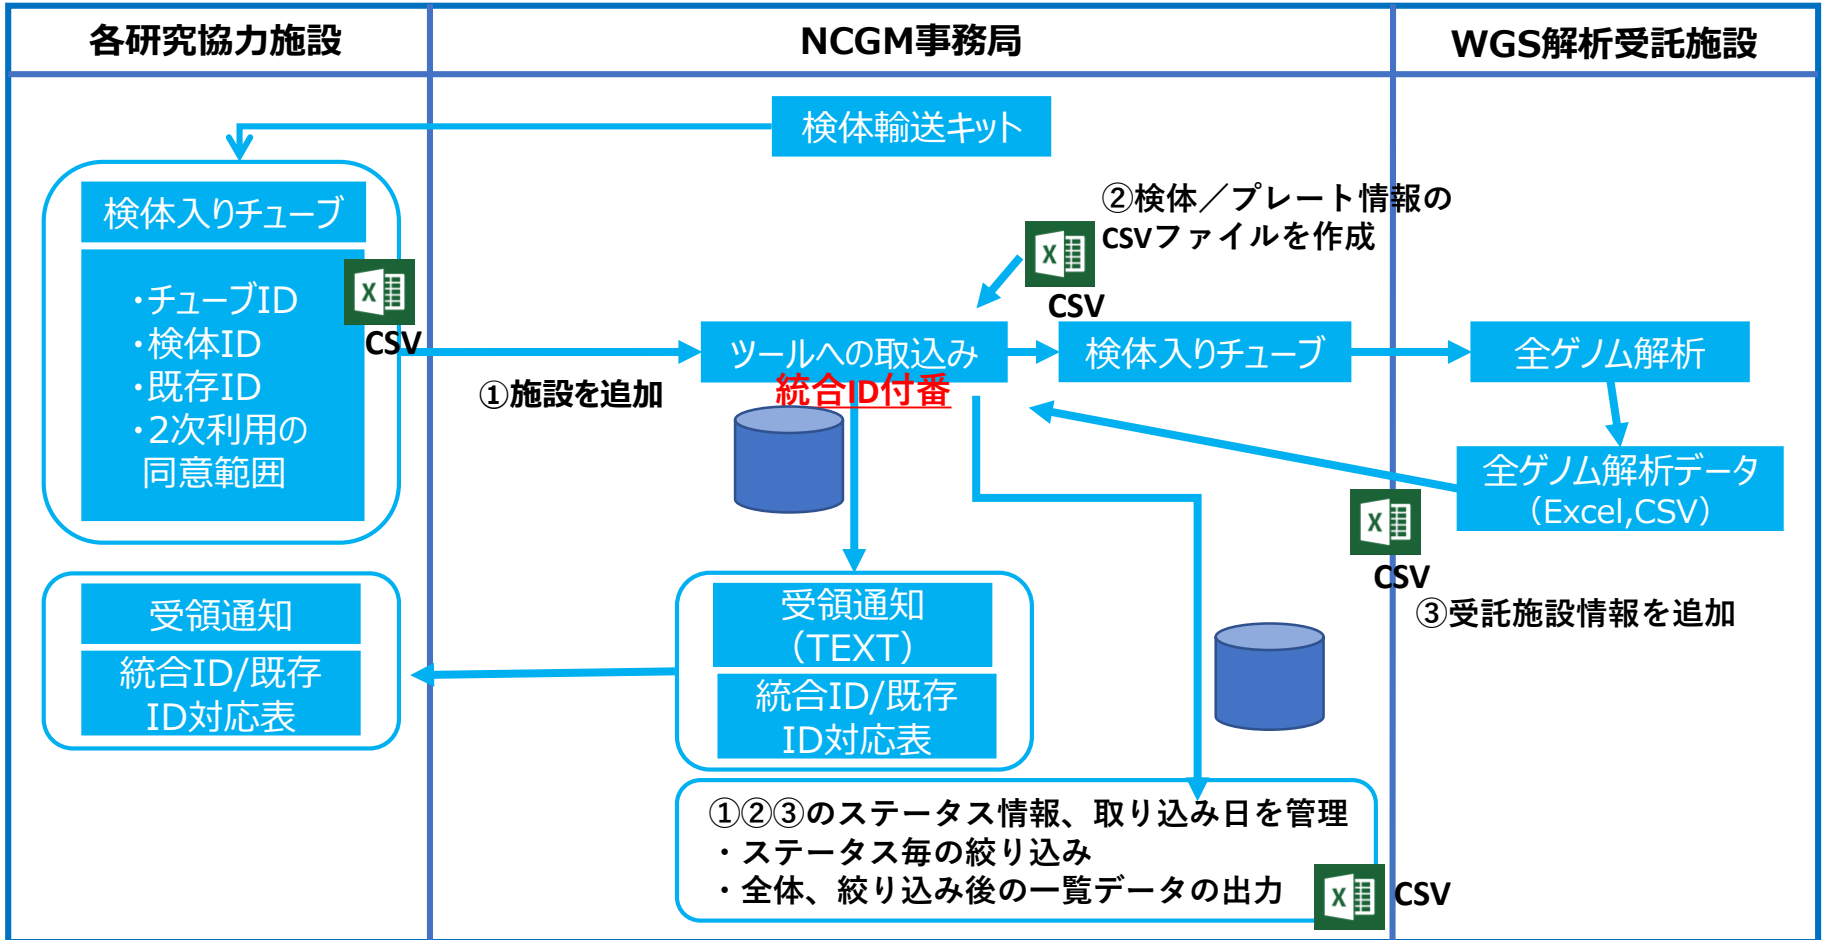 各研究協力施設
NCGM事務局
WGS解析受託施設
検体輸送キット
検体入りチューブ
・チューブID
・検体ID
・既存ID
・2次利用の
同意範囲
CSV
①施設を追加
②検体／プレート情報の
CSVファイルを作成
CSV
ツールへの取込み
統合ID付番
検体入りチューブ
全ゲノム解析
全ゲノム解析データ
（Excel,CSV）
CSV
③受託施設情報を追加
受領通知
統合ID/既存
ID対応表
受領通知
（TEXT）
統合ID/既存
ID対応表
①②③のステータス情報、取り込み日を管理
・ステータス毎の絞り込み
・全体、絞り込み後の一覧データの出力
CSV